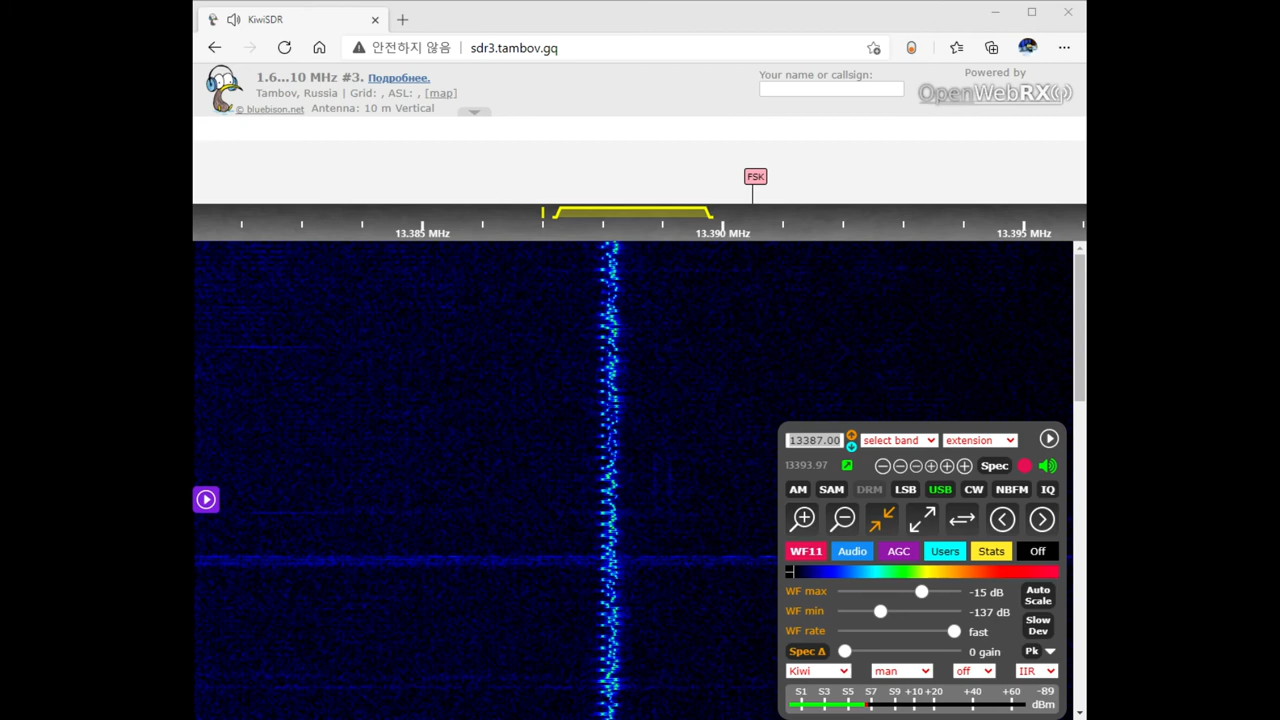 KiwiSDR
안전하지 않음 sdr3.tambov.gq
1.6...10 MHz #3. Подробнее.
Tambov, Russia | Grid: , ASL: , [map]
© bluebison.net Antenna: 10 m Vertical
Your name or callsign:
Powered by
OpenWebRX
FSK
13.385 MHz 13.390 MHz 13.395 MHz
13387.00 select band extension
13393.97 Spec
AM SAM DRM LSB USB CW NBFM IQ
WF11 Audio AGC Users Stats Off
WF max -15 dB Auto Scale
WF min -137 dB
WF rate fast Slow Dev
Spec Δ 0 gain Pk
Kiwi man off IIR
S1 S3 S5 S7 S9 +10 +20 +40 +60 -89 dBm